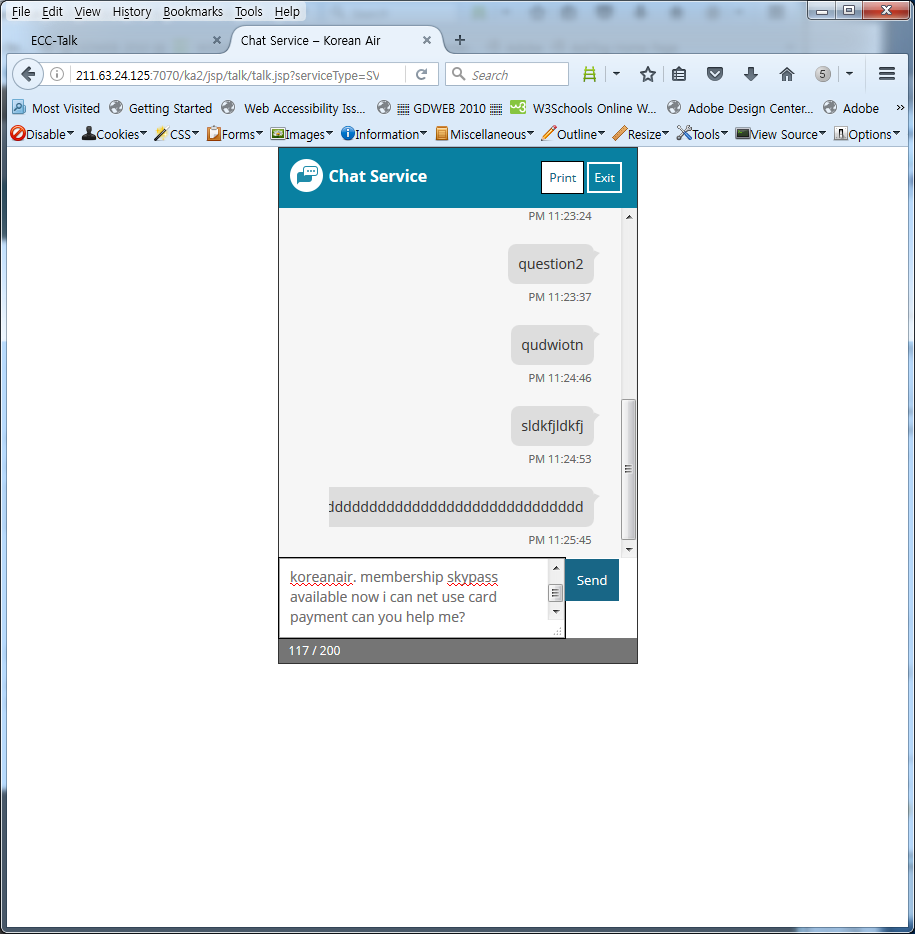 File Edit View History Bookmarks Tools Help
ECC-Talk
Chat Service – Korean Air
211.63.24.125:7070/ka2/jsp/talk/talk.jsp?serviceType=SV
Search
5
Most Visited Getting Started Web Accessibility Iss... GDWEB 2010 W3Schools Online W... Adobe Design Center... Adobe »
Disable Cookies CSS Forms Images Information Miscellaneous Outline Resize Tools View Source Options
Chat Service
Print Exit
PM 11:23:24
question2
PM 11:23:37
qudwiotn
PM 11:24:46
sldkfjldkfj
PM 11:24:53
ddddddddddddddddddddddddddddddd
PM 11:25:45
koreanair. membership skypass
available now i can net use card
payment can you help me?
Send
117 / 200